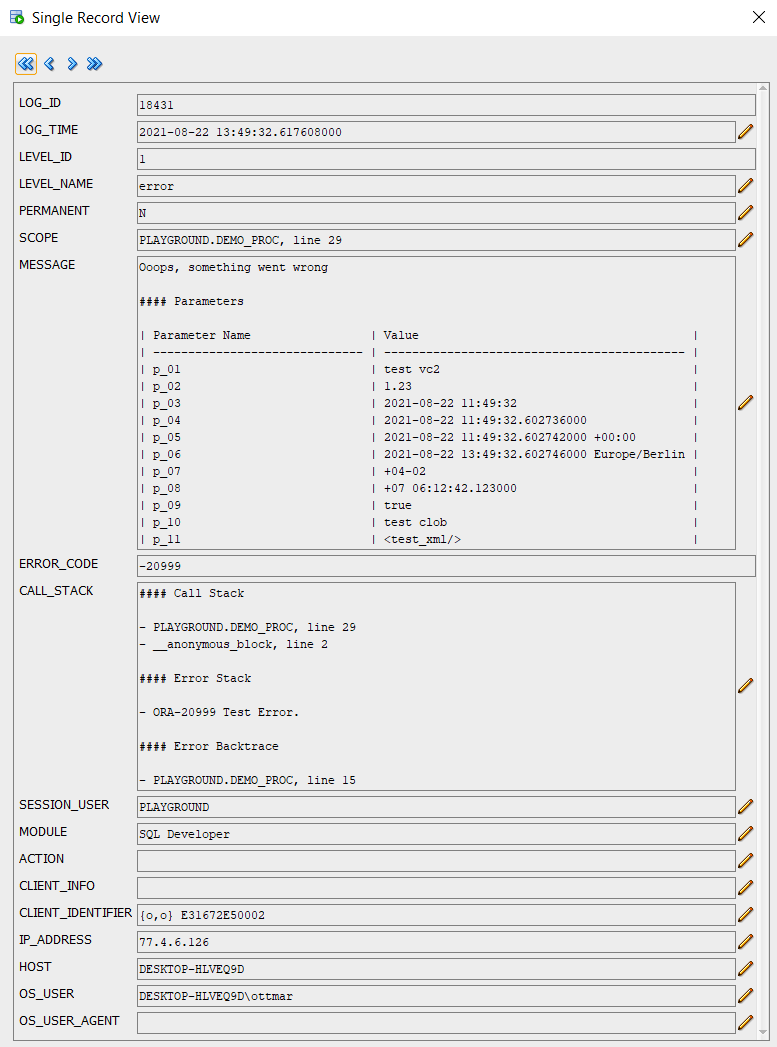 Single Record View
LOG_ID 18431
LOG_TIME 2021-08-22 13:49:32.617608000
LEVEL_ID 1
LEVEL_NAME error
PERMANENT N
SCOPE PLAYGROUND.DEMO_PROC, line 29
MESSAGE Ooops, something went wrong
#### Parameters
| Parameter Name | Value |
| ------------------------------ | ------------------------------------------- |
| p_01 | test vc2 |
| p_02 | 1.23 |
| p_03 | 2021-08-22 11:49:32 |
| p_04 | 2021-08-22 11:49:32.602736000 |
| p_05 | 2021-08-22 11:49:32.602742000 +00:00 |
| p_06 | 2021-08-22 13:49:32.602746000 Europe/Berlin |
| p_07 | +04-02 |
| p_08 | +07 06:12:42.123000 |
| p_09 | true |
| p_10 | test clob |
| p_11 | <test_xml/> |
ERROR_CODE -20999
CALL_STACK #### Call Stack
- PLAYGROUND.DEMO_PROC, line 29
- __anonymous_block, line 2
#### Error Stack
- ORA-20999 Test Error.
#### Error Backtrace
- PLAYGROUND.DEMO_PROC, line 15
SESSION_USER PLAYGROUND
MODULE SQL Developer
ACTION
CLIENT_INFO
CLIENT_IDENTIFIER {o,o} E31672E50002
IP_ADDRESS 77.4.6.126
HOST DESKTOP-HLVEQ9D
OS_USER DESKTOP-HLVEQ9D\ottmar
OS_USER_AGENT